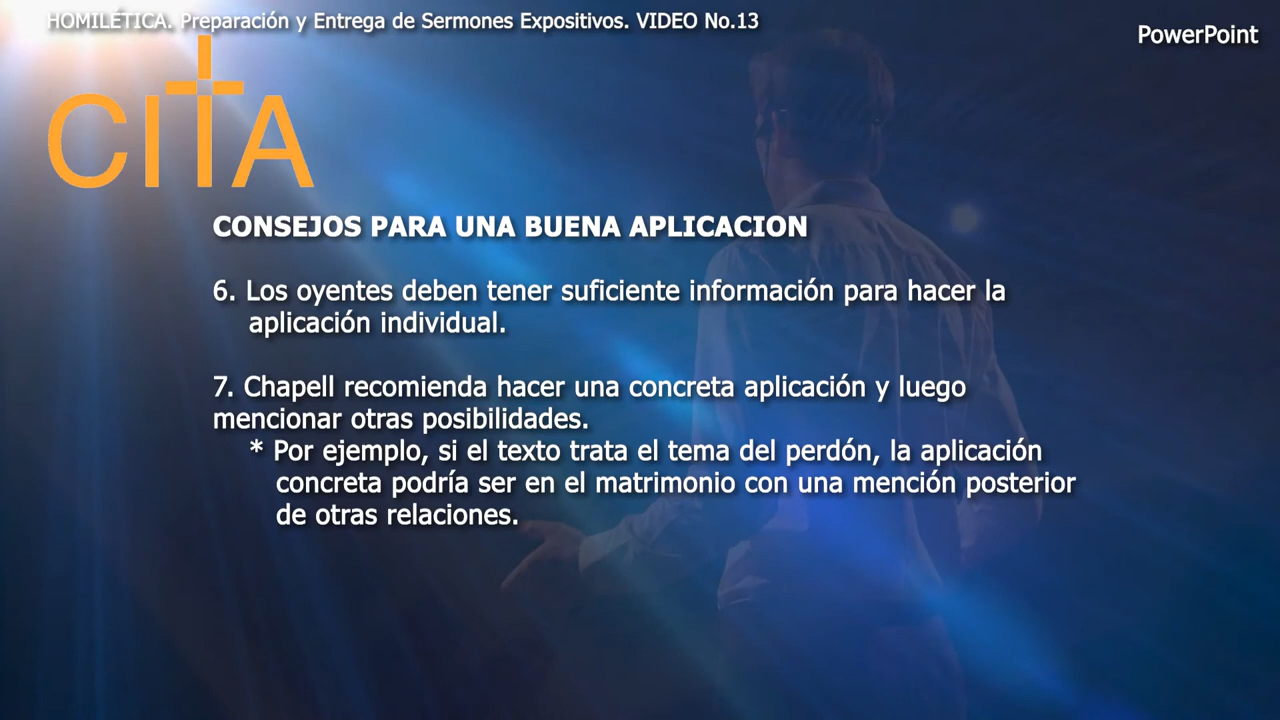 HOMILÉTICA. Preparación y Entrega de Sermones Expositivos. VIDEO No.13
PowerPoint
CITA
CONSEJOS PARA UNA BUENA APLICACION
6. Los oyentes deben tener suficiente información para hacer la
aplicación individual.
7. Chapell recomienda hacer una concreta aplicación y luego
mencionar otras posibilidades.
* Por ejemplo, si el texto trata el tema del perdón, la aplicación
concreta podría ser en el matrimonio con una mención posterior
de otras relaciones.